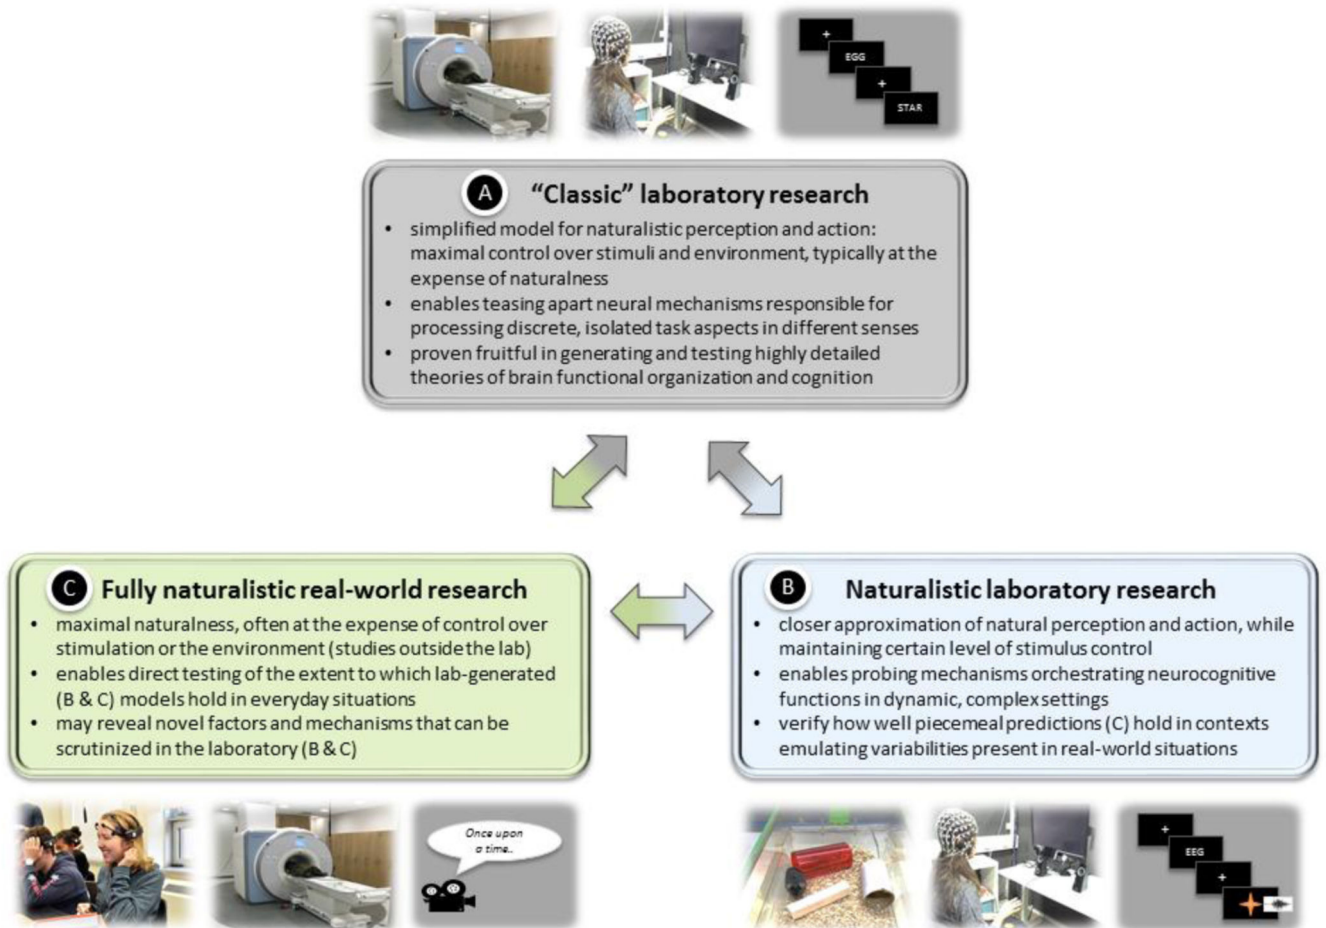 +
EGG
+
STAR
A "Classic" laboratory research
• simplified model for naturalistic perception and action:
maximal control over stimuli and environment, typically at the
expense of naturalness
• enables teasing apart neural mechanisms responsible for
processing discrete, isolated task aspects in different senses
• proven fruitful in generating and testing highly detailed
theories of brain functional organization and cognition
C Fully naturalistic real-world research
• maximal naturalness, often at the expense of control over
stimulation or the environment (studies outside the lab)
• enables direct testing of the extent to which lab-generated
(B & C) models hold in everyday situations
• may reveal novel factors and mechanisms that can be
scrutinized in the laboratory (B & C)
B Naturalistic laboratory research
• closer approximation of natural perception and action, while
maintaining certain level of stimulus control
• enables probing mechanisms orchestrating neurocognitive
functions in dynamic, complex settings
• verify how well piecemeal predictions (C) hold in contexts
emulating variabilities present in real-world situations
Once upon
a time..
+
EEG
+